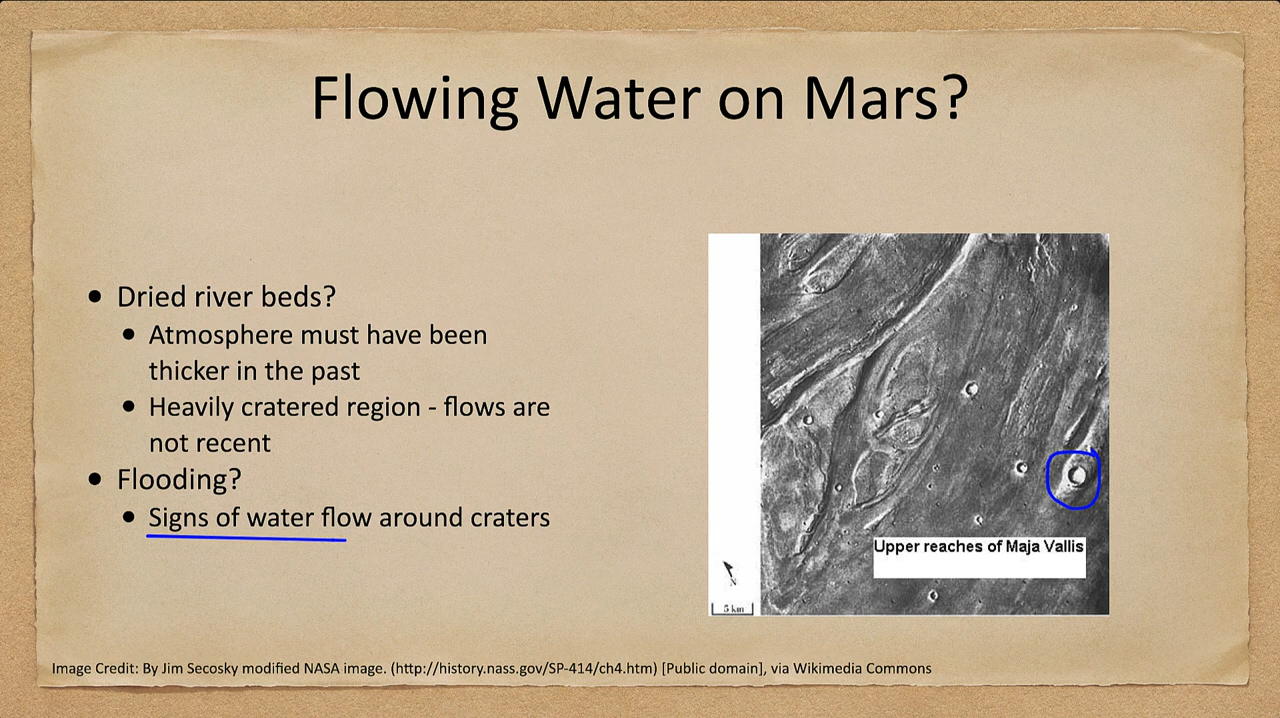 Flowing Water on Mars?
• Dried river beds?
• Atmosphere must have been
thicker in the past
• Heavily cratered region - flows are
not recent
• Flooding?
• Signs of water flow around craters
Upper reaches of Maja Vallis
N
5 km
Image Credit: By Jim Secosky modified NASA image. (http://history.nass.gov/SP-414/ch4.htm) [Public domain], via Wikimedia Commons